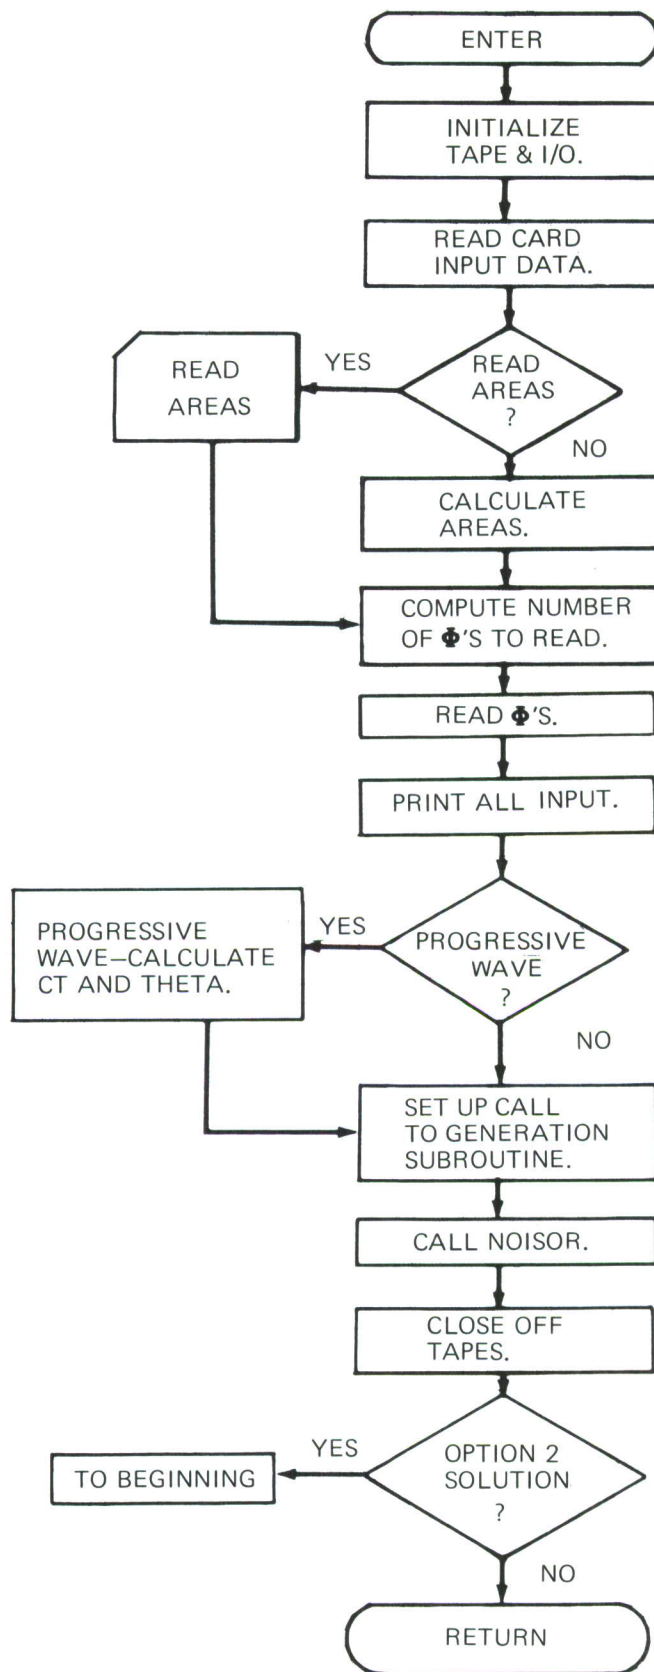 ENTER
INITIALIZE
TAPE & I/O.
READ CARD
INPUT DATA.
READ
AREAS
YES
READ
AREAS
?
NO
CALCULATE
AREAS.
COMPUTE NUMBER
OF Φ'S TO READ.
READ Φ'S.
PRINT ALL INPUT.
PROGRESSIVE
WAVE—CALCULATE
CT AND THETA.
YES
PROGRESSIVE
WAVE
?
NO
SET UP CALL
TO GENERATION
SUBROUTINE.
CALL NOISOR.
CLOSE OFF
TAPES.
TO BEGINNING
YES
OPTION 2
SOLUTION
?
NO
RETURN